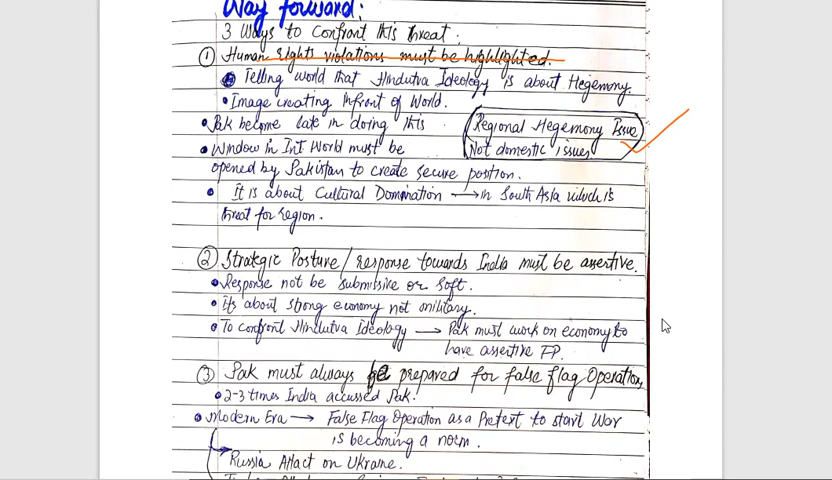 Way forward:
3 Ways to Confront this threat.
① Human rights violations must be highlighted.
Telling world that Hindutva Ideology is about Hegemony.
• Image creating infront of World.
• Pak become late in doing this
Regional Hegemony Issue
Not domestic issues.
• Window in Int World must be
opened by Pakistan to create secure position.
• It is about Cultural Domination → in South Asia which is
threat for region.
② Strategic Posture/response towards India must be assertive.
• Response not be submissive or soft.
• Its about strong economy not military.
• To confront Hindutva Ideology → Pak must work on economy to
have assertive FP.
③ Pak must always be prepared for false flag Operation,
• 2-3 times India accussed Pak.
• Modern Era → False Flag Operation as a Pretext to start War
is becoming a norm.
→ Russia Attact on Ukraine.